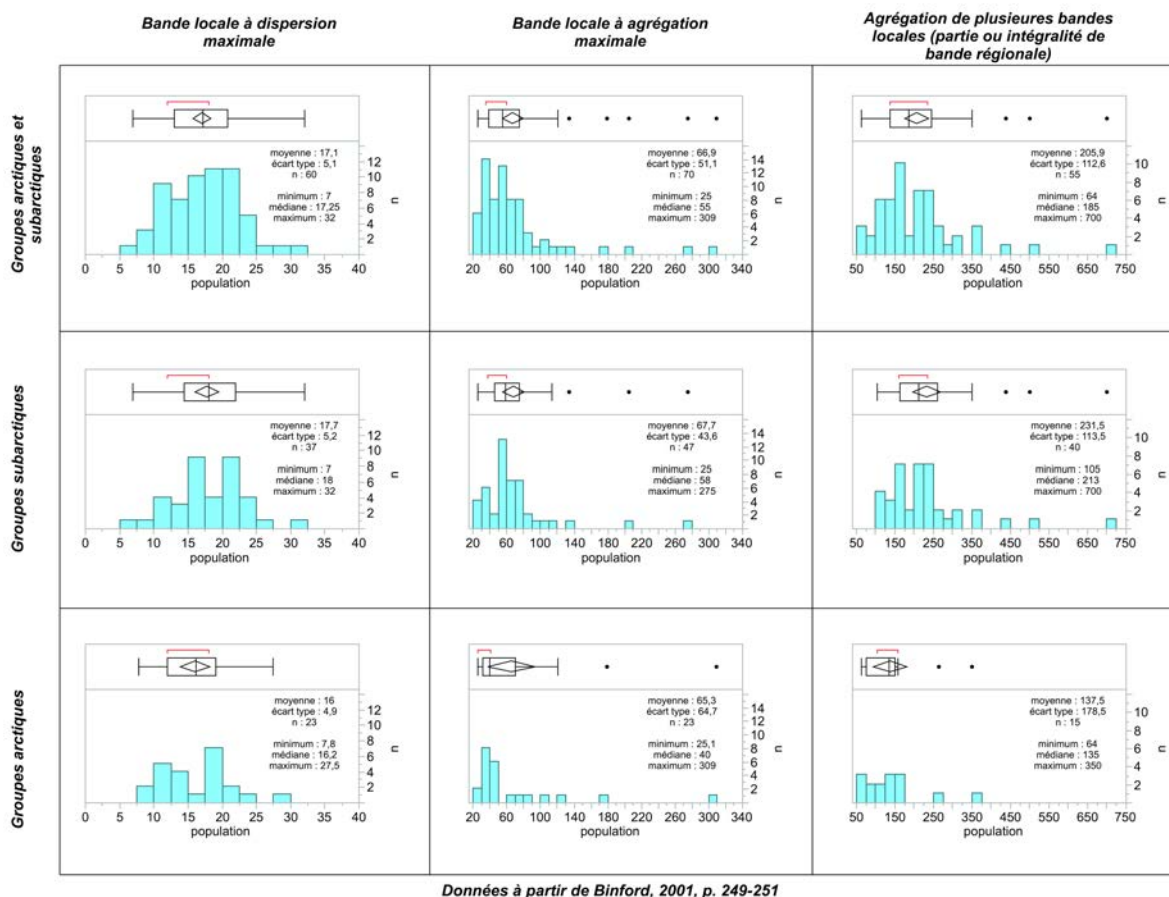 Bande locale à dispersion
maximale
Bande locale à agrégation
maximale
Agrégation de plusieures bandes
locales (partie ou intégralité de
bande régionale)
Groupes arctiques et
subarctiques
moyenne : 17,1
écart type : 5,1
n : 60
minimum : 7
médiane : 17,25
maximum : 32
12
10
8
6
4
2
n
0 5 10 15 20 25 30 35 40
population
moyenne : 66,9
écart type : 51,1
n : 70
minimum : 25
médiane : 55
maximum : 309
14
12
10
8
6
4
2
n
20 60 100 160 220 280 340
population
moyenne : 205,9
écart type : 112,6
n : 55
minimum : 64
médiane : 185
maximum : 700
10
8
6
4
2
n
50 150 250 350 450 550 650 750
population
Groupes subarctiques
moyenne : 17,7
écart type : 5,2
n : 37
minimum : 7
médiane : 18
maximum : 32
12
10
8
6
4
2
n
0 5 10 15 20 25 30 35 40
population
moyenne : 67,7
écart type : 43,6
n : 47
minimum : 25
médiane : 58
maximum : 275
14
12
10
8
6
4
2
n
20 60 100 160 220 280 340
population
moyenne : 231,5
écart type : 113,5
n : 40
minimum : 105
médiane : 213
maximum : 700
10
8
6
4
2
n
50 150 250 350 450 550 650 750
population
Groupes arctiques
moyenne : 16
écart type : 4,9
n : 23
minimum : 7,8
médiane : 16,2
maximum : 27,5
12
10
8
6
4
2
n
0 5 10 15 20 25 30 35 40
population
moyenne : 65,3
écart type : 64,7
n : 23
minimum : 25,1
médiane : 40
maximum : 309
14
12
10
8
6
4
2
n
20 60 100 160 220 280 340
population
moyenne : 137,5
écart type : 178,5
n : 15
minimum : 64
médiane : 135
maximum : 350
10
8
6
4
2
n
50 150 250 350 450 550 650 750
population
Données à partir de Binford, 2001, p. 249-251